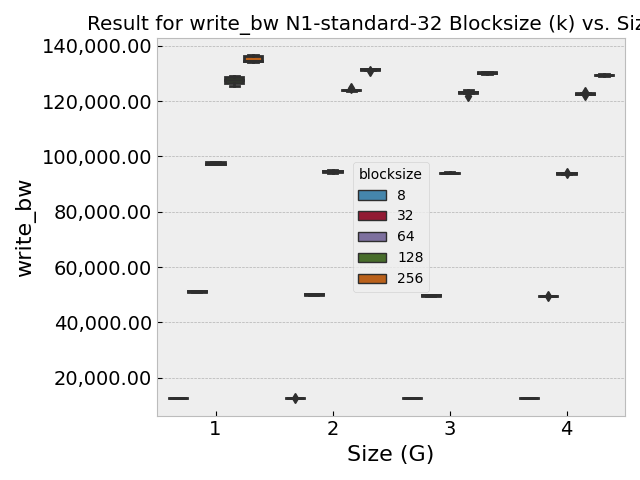 Result for write_bw N1-standard-32 Blocksize (k) vs. Siz
140,000.00
120,000.00
100,000.00
80,000.00
60,000.00
40,000.00
20,000.00
write_bw
blocksize
8
32
64
128
256
1 2 3 4
Size (G)